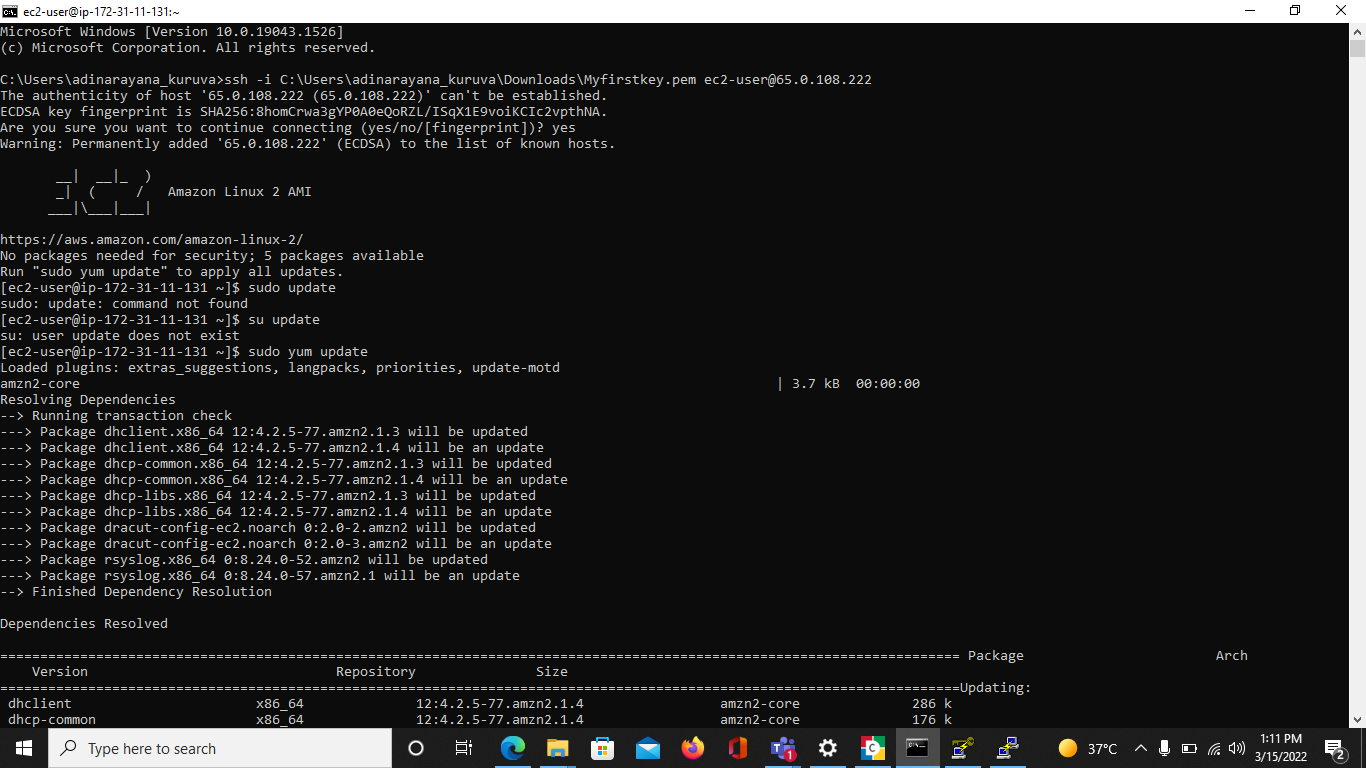 ec2-user@ip-172-31-11-131:~
Microsoft Windows [Version 10.0.19043.1526]
(c) Microsoft Corporation. All rights reserved.
C:\Users\adinarayana_kuruva>ssh -i C:\Users\adinarayana_kuruva\Downloads\Myfirstkey.pem ec2-user@65.0.108.222
The authenticity of host '65.0.108.222 (65.0.108.222)' can't be established.
ECDSA key fingerprint is SHA256:8homCrwa3gYP0A0eQoRZL/ISqX1E9voiKCIc2vpthNA.
Are you sure you want to continue connecting (yes/no/[fingerprint])? yes
Warning: Permanently added '65.0.108.222' (ECDSA) to the list of known hosts.
       __|  __|_  )
       _|  (     /   Amazon Linux 2 AMI
      ___|\___|___|
https://aws.amazon.com/amazon-linux-2/
No packages needed for security; 5 packages available
Run "sudo yum update" to apply all updates.
[ec2-user@ip-172-31-11-131 ~]$ sudo update
sudo: update: command not found
[ec2-user@ip-172-31-11-131 ~]$ su update
su: user update does not exist
[ec2-user@ip-172-31-11-131 ~]$ sudo yum update
Loaded plugins: extras_suggestions, langpacks, priorities, update-motd
amzn2-core | 3.7 kB  00:00:00
Resolving Dependencies
--> Running transaction check
---> Package dhclient.x86_64 12:4.2.5-77.amzn2.1.3 will be updated
---> Package dhclient.x86_64 12:4.2.5-77.amzn2.1.4 will be an update
---> Package dhcp-common.x86_64 12:4.2.5-77.amzn2.1.3 will be updated
---> Package dhcp-common.x86_64 12:4.2.5-77.amzn2.1.4 will be an update
---> Package dhcp-libs.x86_64 12:4.2.5-77.amzn2.1.3 will be updated
---> Package dhcp-libs.x86_64 12:4.2.5-77.amzn2.1.4 will be an update
---> Package dracut-config-ec2.noarch 0:2.0-2.amzn2 will be updated
---> Package dracut-config-ec2.noarch 0:2.0-3.amzn2 will be an update
---> Package rsyslog.x86_64 0:8.24.0-52.amzn2 will be updated
---> Package rsyslog.x86_64 0:8.24.0-57.amzn2.1 will be an update
--> Finished Dependency Resolution
Dependencies Resolved
======================================================================================================================== Package Arch
Version Repository Size
========================================================================================================================Updating:
dhclient x86_64 12:4.2.5-77.amzn2.1.4 amzn2-core 286 k
dhcp-common x86_64 12:4.2.5-77.amzn2.1.4 amzn2-core 176 k
Type here to search
1
37°C
1:11 PM
3/15/2022
2